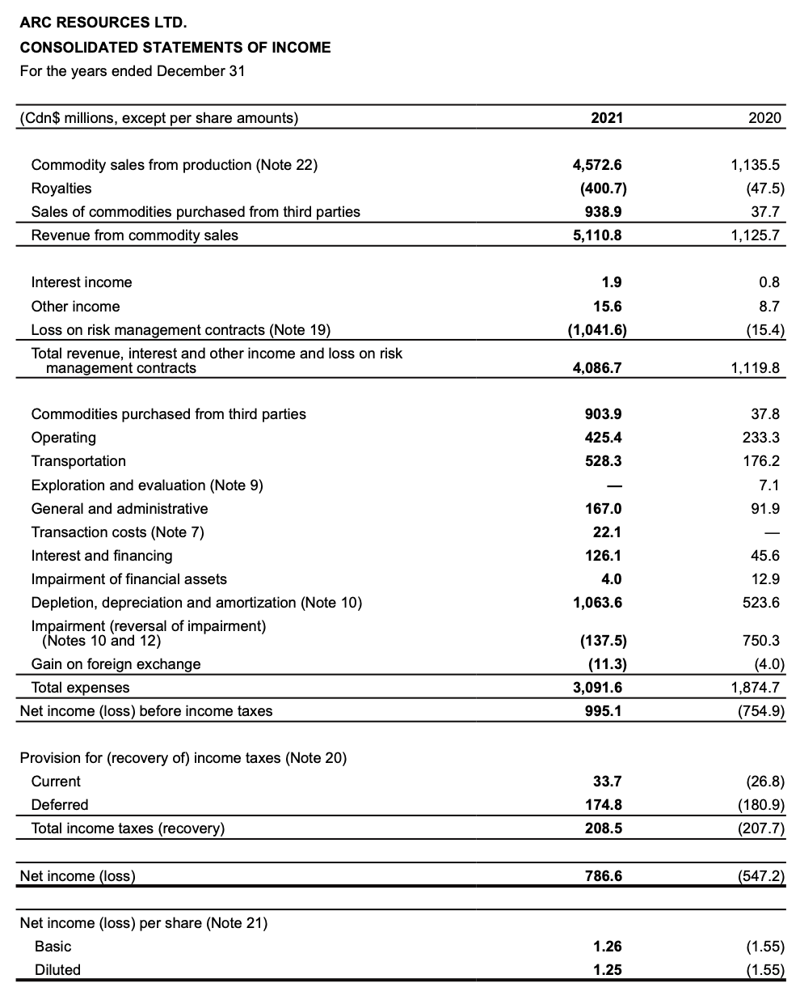 ARC RESOURCES LTD.
CONSOLIDATED STATEMENTS OF INCOME
For the years ended December 31
(Cdn$ millions, except per share amounts) 2021 2020
Commodity sales from production (Note 22) 4,572.6 1,135.5
Royalties (400.7) (47.5)
Sales of commodities purchased from third parties 938.9 37.7
Revenue from commodity sales 5,110.8 1,125.7
Interest income 1.9 0.8
Other income 15.6 8.7
Loss on risk management contracts (Note 19) (1,041.6) (15.4)
Total revenue, interest and other income and loss on risk
management contracts 4,086.7 1,119.8
Commodities purchased from third parties 903.9 37.8
Operating 425.4 233.3
Transportation 528.3 176.2
Exploration and evaluation (Note 9) — 7.1
General and administrative 167.0 91.9
Transaction costs (Note 7) 22.1 —
Interest and financing 126.1 45.6
Impairment of financial assets 4.0 12.9
Depletion, depreciation and amortization (Note 10) 1,063.6 523.6
Impairment (reversal of impairment)
(Notes 10 and 12) (137.5) 750.3
Gain on foreign exchange (11.3) (4.0)
Total expenses 3,091.6 1,874.7
Net income (loss) before income taxes 995.1 (754.9)
Provision for (recovery of) income taxes (Note 20)
Current 33.7 (26.8)
Deferred 174.8 (180.9)
Total income taxes (recovery) 208.5 (207.7)
Net income (loss) 786.6 (547.2)
Net income (loss) per share (Note 21)
Basic 1.26 (1.55)
Diluted 1.25 (1.55)